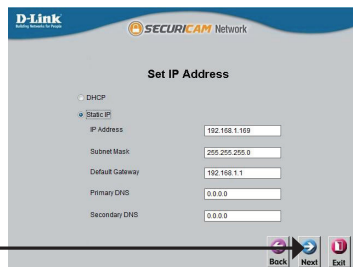 D-Link
Building Networks for People
SECURICAM Network
Set IP Address
DHCP
Static IP
IP Address 192.168.1.169
Subnet Mask 255.255.255.0
Default Gateway 192.168.1.1
Primary DNS 0.0.0.0
Secondary DNS 0.0.0.0
Back Next Exit